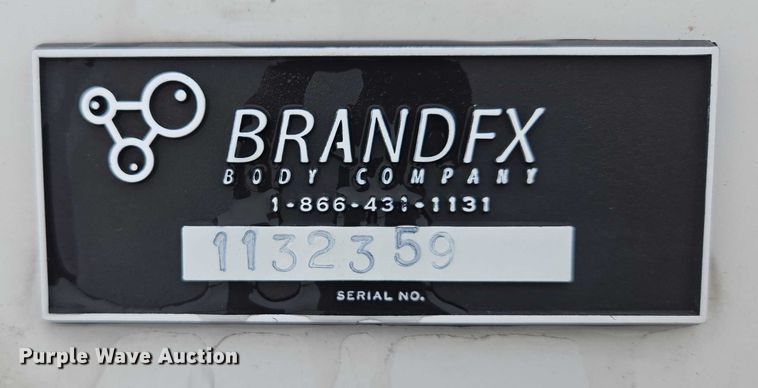 BRANDFX
BODY COMPANY
1-866-431-1131
1132359
SERIAL NO.
Purple Wave Auction